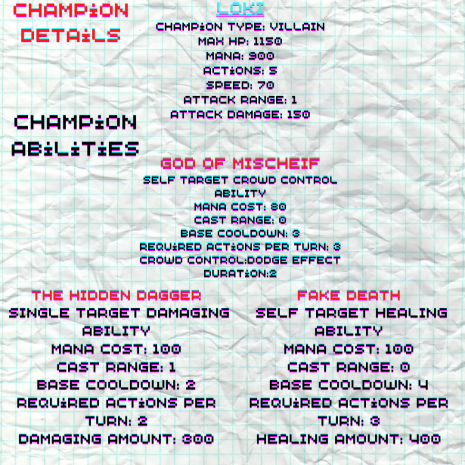 CHAMPiON
DETAiLS
LOKI
CHAMPiON TYPE: VILLAIN
MAX HP: 1150
MANA: 900
ACTiONS: 5
SPEED: 70
ATTACK RANGE: 1
ATTACK DAMAGE: 150
CHAMPiON
ABiLiTiES
GOD OF MISCHEIF
SELF TARGET CROWD CONTROL
ABILITY
MANA COST: 80
CAST RANGE: 0
BASE COOLDOWN: 3
REQUiRED ACTiONS PER TURN: 3
CROWD CONTROL:DODGE EFFECT
DURATiON:2
THE HIDDEN DAGGER
SINGLE TARGET DAMAGING
ABILITY
MANA COST: 100
CAST RANGE: 1
BASE COOLDOWN: 2
REQUiRED ACTiONS PER
TURN: 2
DAMAGING AMOUNT: 300
FAKE DEATH
SELF TARGET HEALING
ABILITY
MANA COST: 100
CAST RANGE: 0
BASE COOLDOWN: 4
REQUiRED ACTiONS PER
TURN: 3
HEALING AMOUNT: 400